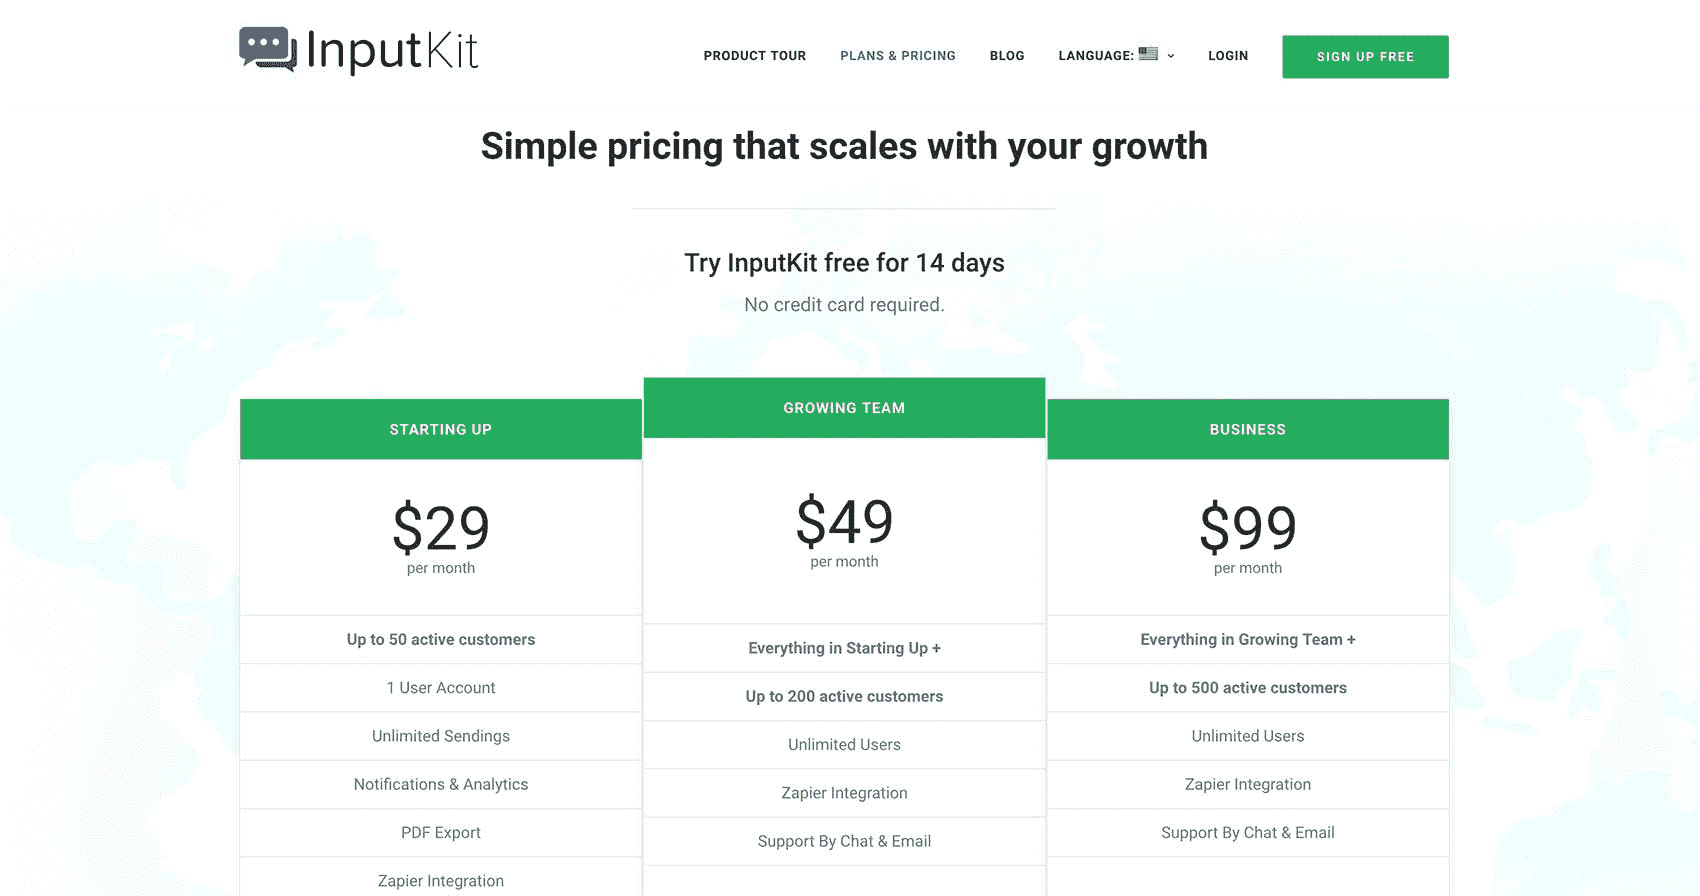 InputKit
PRODUCT TOUR
PLANS & PRICING
BLOG
LANGUAGE:
LOGIN
SIGN UP FREE
Simple pricing that scales with your growth
Try InputKit free for 14 days
No credit card required.
STARTING UP
$29
per month
Up to 50 active customers
1 User Account
Unlimited Sendings
Notifications & Analytics
PDF Export
Zapier Integration
GROWING TEAM
$49
per month
Everything in Starting Up +
Up to 200 active customers
Unlimited Users
Zapier Integration
Support By Chat & Email
BUSINESS
$99
per month
Everything in Growing Team +
Up to 500 active customers
Unlimited Users
Zapier Integration
Support By Chat & Email